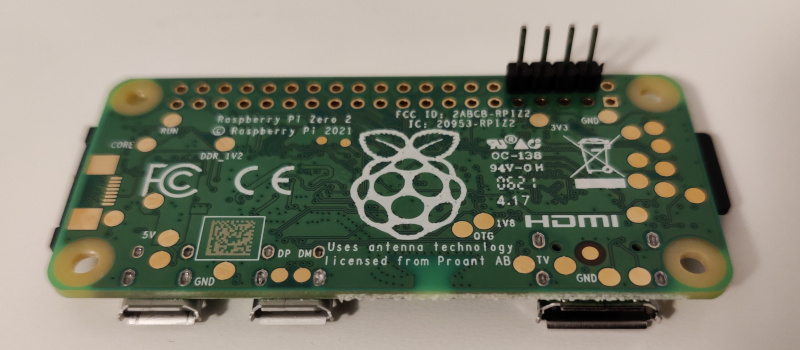 Raspberry Pi Zero 2
© Raspberry Pi 2021
FCC ID: 2ABCB-RPIZ2
IC: 20953-RPIZ2
RUN
3V3
GND
CORE
DDR_1V2
FC
CE
OC-138
94V-0 H
0621
4.17
1V8
HDMI
OTG
5V
GND
DP DM
Uses antenna technology
licensed from Proant AB
TV
GND